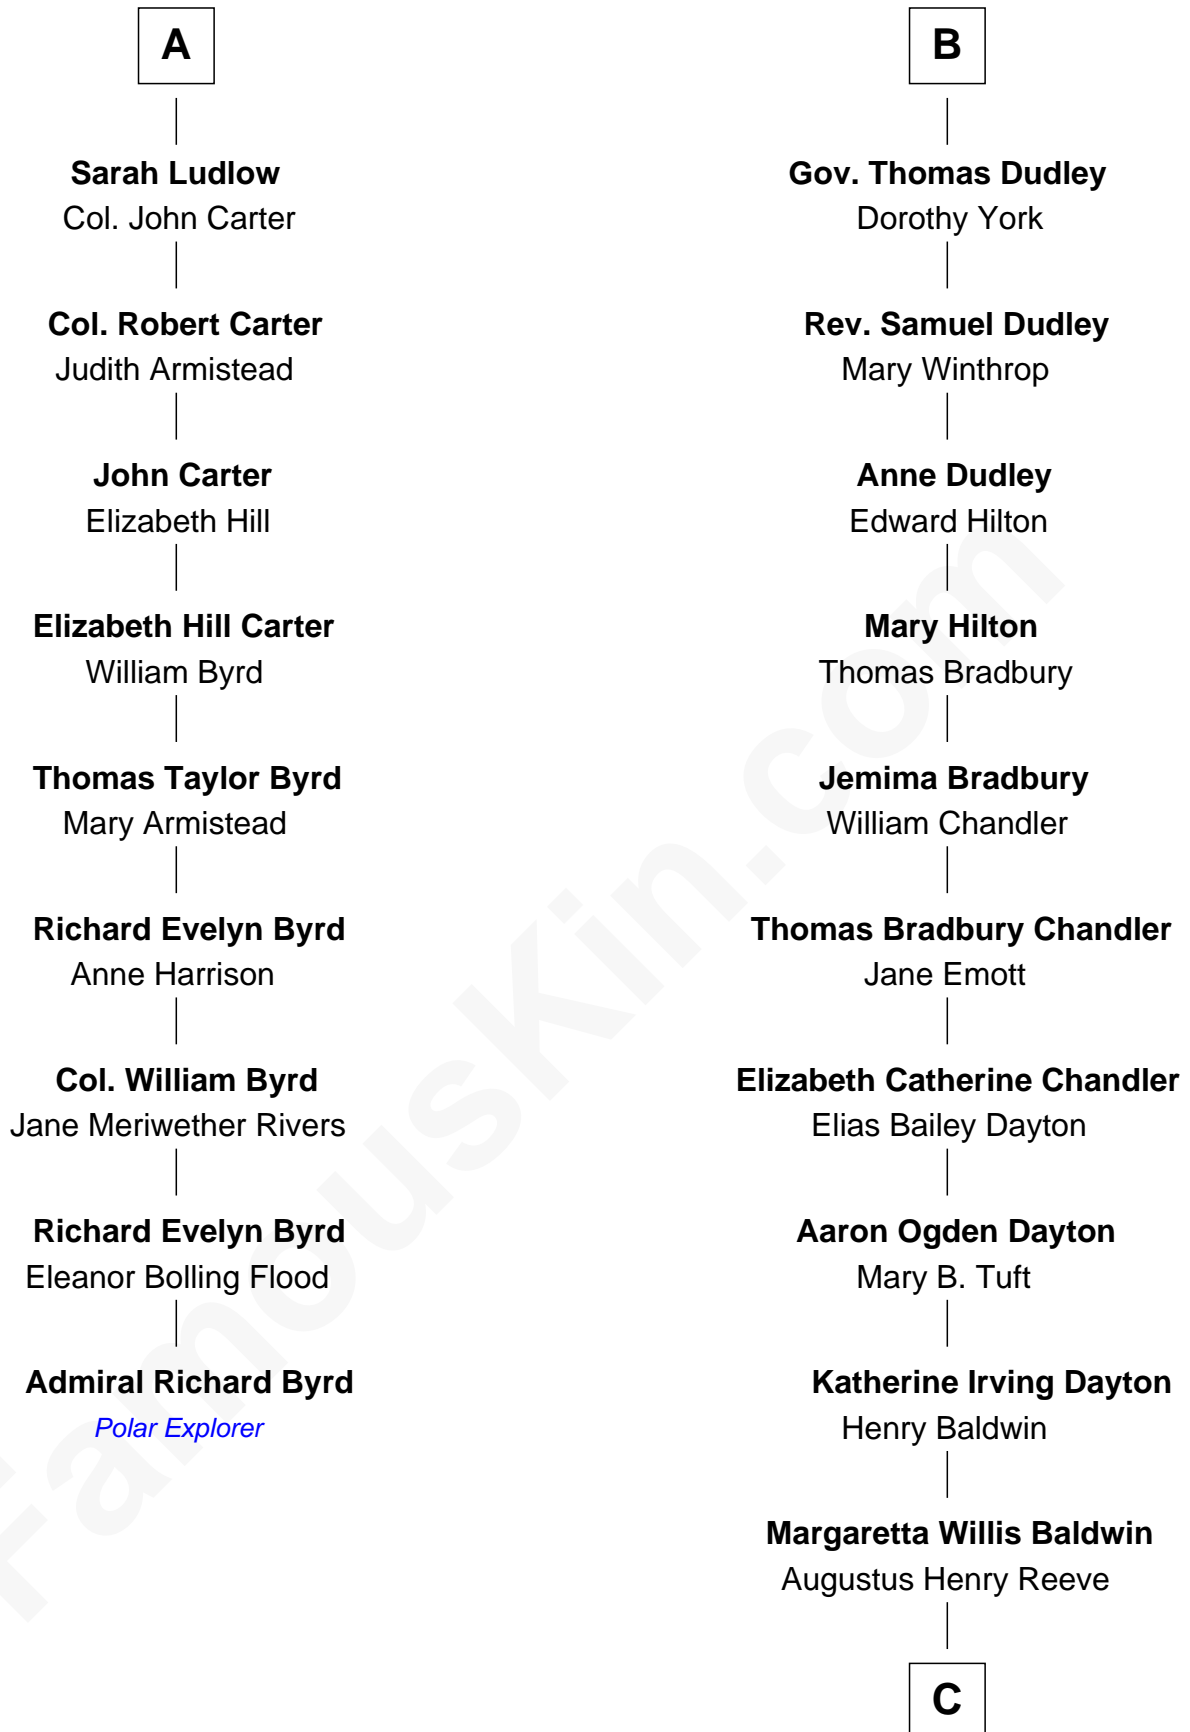 A
Sarah Ludlow
Col. John Carter
Col. Robert Carter
Judith Armistead
John Carter
Elizabeth Hill
Elizabeth Hill Carter
William Byrd
Thomas Taylor Byrd
Mary Armistead
Richard Evelyn Byrd
Anne Harrison
Col. William Byrd
Jane Meriwether Rivers
Richard Evelyn Byrd
Eleanor Bolling Flood
Admiral Richard Byrd
Polar Explorer
B
Gov. Thomas Dudley
Dorothy York
Rev. Samuel Dudley
Mary Winthrop
Anne Dudley
Edward Hilton
Mary Hilton
Thomas Bradbury
Jemima Bradbury
William Chandler
Thomas Bradbury Chandler
Jane Emott
Elizabeth Catherine Chandler
Elias Bailey Dayton
Aaron Ogden Dayton
Mary B. Tuft
Katherine Irving Dayton
Henry Baldwin
Margaretta Willis Baldwin
Augustus Henry Reeve
C
FamousKin.com